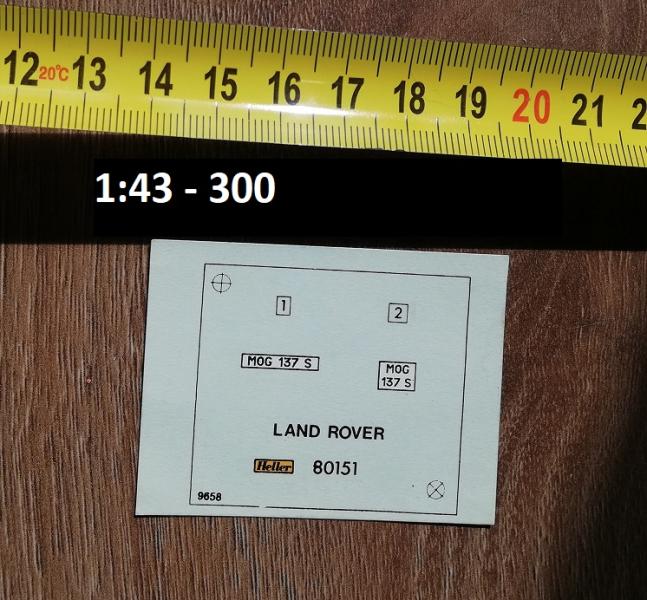 12 20°C 13 14 15 16 17 18 19 20 21 2
1:43 - 300
1 2
MOG 137 S MOG
137 S
LAND ROVER
Heller 80151
9658